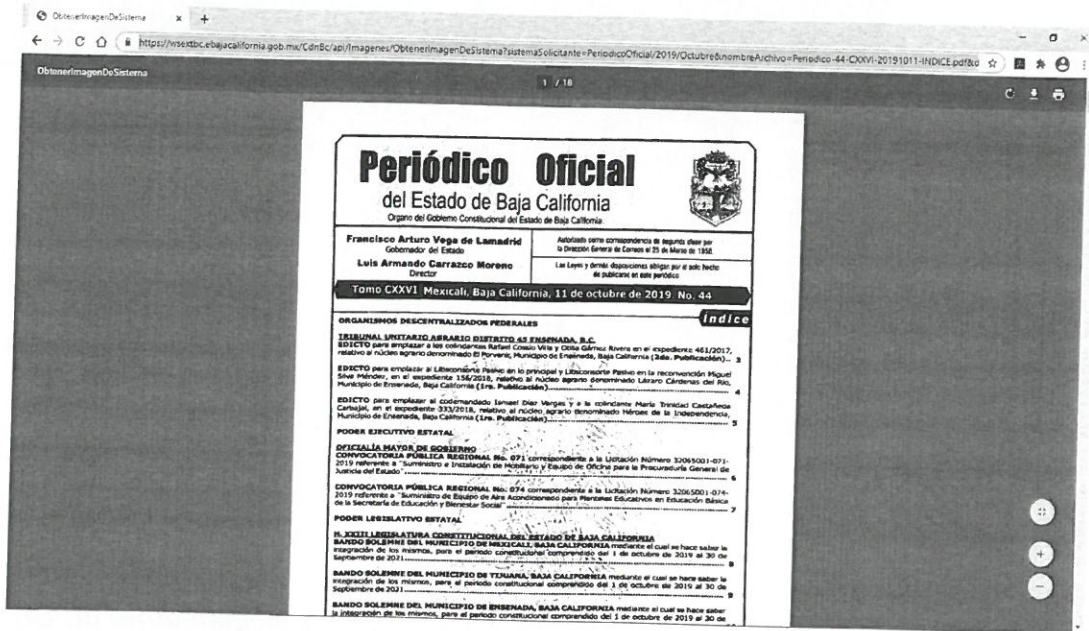 ObtenerImagenDeSistema
https://wsextbc.ebajacalifornia.gob.mx/CdnBc/api/Imagenes/ObtenerImagenDeSistema?sistemaSolicitante=PeriodicoOficial/2019/Octubre&nombreArchivo=Periodico-44-CXXVI-20191011-INDICE.pdf&d
ObtenerImagenDeSistema
1 / 18
Periódico Oficial
del Estado de Baja California
Organo del Gobierno Constitucional del Estado de Baja California.
Francisco Arturo Vega de Lamadrid
Gobernador del Estado
Luis Armando Carrazco Moreno
Director
Autorizado como correspondencia de segunda clase por
la Dirección General de Correos el 25 de Marzo de 1958.
Las Leyes y demás disposiciones obligan por el solo hecho
de publicarse en este periódico
Tomo CXXVI Mexicali, Baja California, 11 de octubre de 2019. No. 44
Índice
ORGANISMOS DESCENTRALIZADOS FEDERALES
TRIBUNAL UNITARIO AGRARIO DISTRITO 45 ENSENADA, B.C.
EDICTO para emplazar a los colindantes Rafael Cossio Vila y Otilia Gámez Rivera en el expediente 461/2017,
relativo al núcleo agrario denominado El Porvenir, Municipio de Ensenada, Baja California (2da. Publicación).. 3
EDICTO para emplazar al Litisconsorte Pasivo en lo principal y Litisconsorte Pasivo en la reconvención Miguel
Silva Méndez, en el expediente 156/2018, relativo al núcleo agrario denominado Lázaro Cárdenas del Río,
Municipio de Ensenada, Baja California (1ra. Publicación)..... 4
EDICTO para emplazar al codemandado Ismael Díaz Vargas y a la colindante María Trinidad Castañeda
Carbajal, en el expediente 333/2018, relativo al núcleo agrario denominado Héroes de la Independencia,
Municipio de Ensenada, Baja California (1ra. Publicación)..... 5
PODER EJECUTIVO ESTATAL
OFICIALÍA MAYOR DE GOBIERNO
CONVOCATORIA PÚBLICA REGIONAL No. 071 correspondiente a la Licitación Número 32065001-071-
2019 referente a "Suministro e Instalación de Mobiliario y Equipo de Oficina para la Procuraduría General de
Justicia del Estado"..... 6
CONVOCATORIA PÚBLICA REGIONAL No. 074 correspondiente a la Licitación Número 32065001-074-
2019 referente a "Suministro de Equipo de Aire Acondicionado para Planteles Educativos en Educación Básica
de la Secretaría de Educación y Bienestar Social"..... 7
PODER LEGISLATIVO ESTATAL
H. XXIII LEGISLATURA CONSTITUCIONAL DEL ESTADO DE BAJA CALIFORNIA
BANDO SOLEMNE DEL MUNICIPIO DE MEXICALI, BAJA CALIFORNIA mediante el cual se hace saber la
integración de los mismos, para el periodo constitucional comprendido del 1 de octubre de 2019 al 30 de
Septiembre de 2021..... 8
BANDO SOLEMNE DEL MUNICIPIO DE TIJUANA, BAJA CALIFORNIA mediante el cual se hace saber la
integración de los mismos, para el periodo constitucional comprendido del 1 de octubre de 2019 al 30 de
Septiembre de 2021..... 9
BANDO SOLEMNE DEL MUNICIPIO DE ENSENADA, BAJA CALIFORNIA mediante el cual se hace saber
la integración de los mismos, para el periodo constitucional comprendido del 1 de octubre de 2019 al 30 de